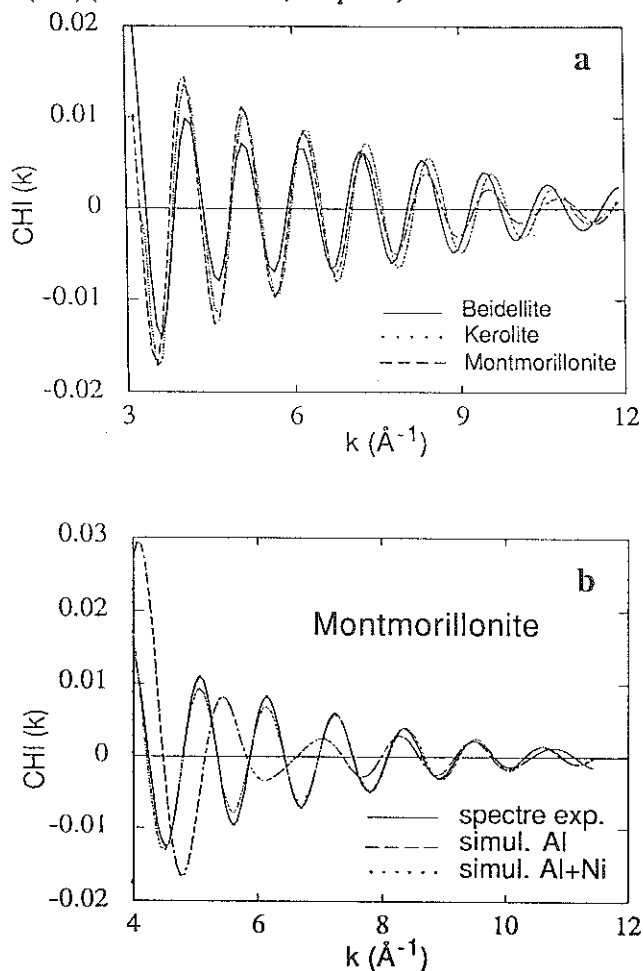 0.02
a
0.01
CHI (k)
0
-0.01
Beidellite
Kerolite
Montmorillonite
-0.02
3
6
9
12
k (Å⁻¹)
0.03
b
0.02
Montmorillonite
0.01
CHI (k)
0
-0.01
spectre exp.
simul. Al
simul. Al+Ni
-0.02
4
6
8
10
12
k (Å⁻¹)